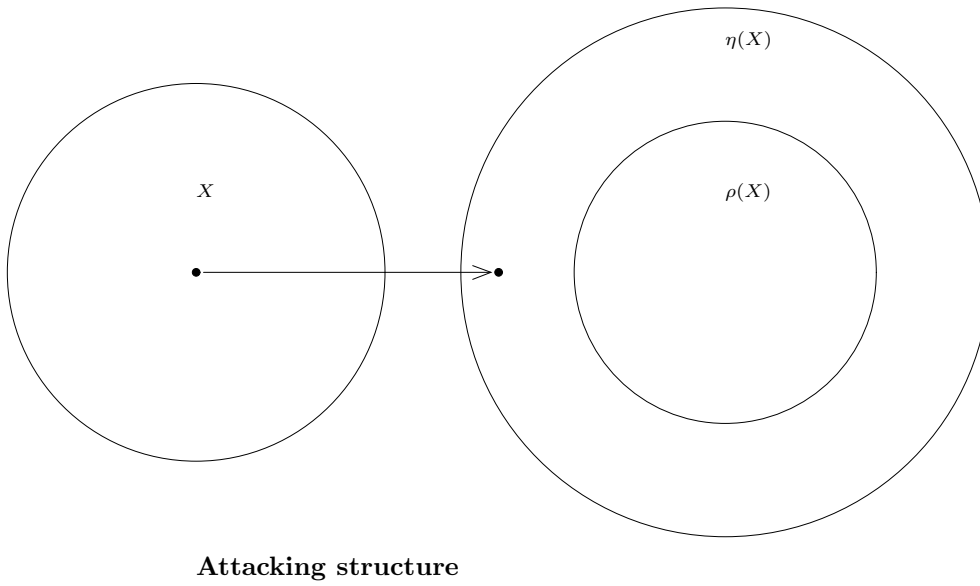 η(X)
X
ρ(X)
Attacking structure